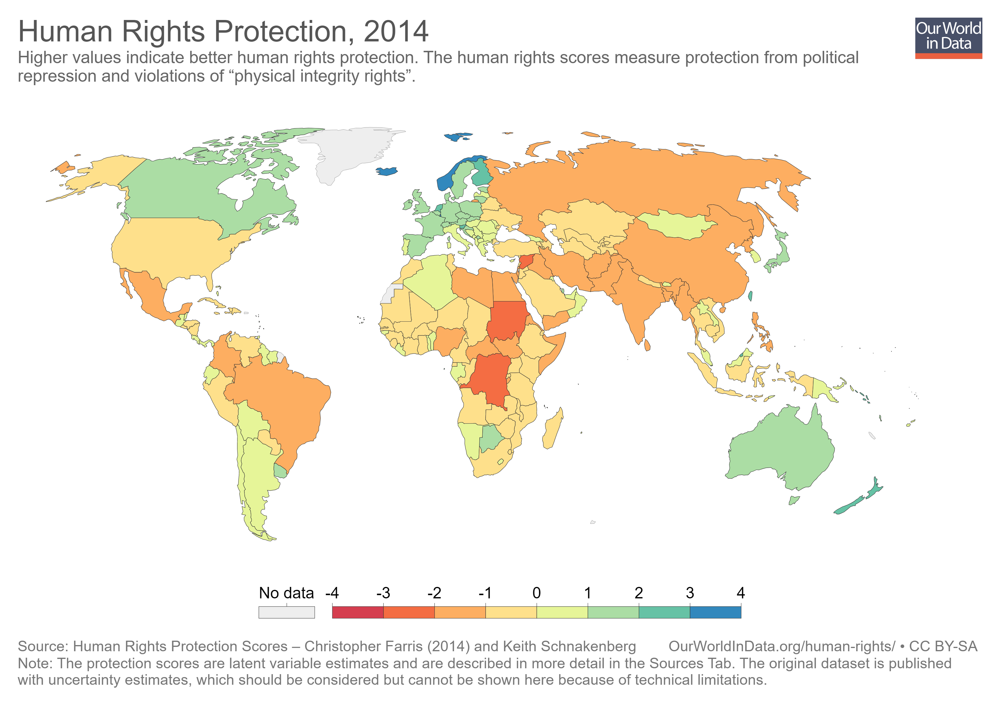 Human Rights Protection, 2014
Our World
in Data
Higher values indicate better human rights protection. The human rights scores measure protection from political
repression and violations of “physical integrity rights”.
No data
-4 -3 -2 -1 0 1 2 3 4
Source: Human Rights Protection Scores – Christopher Farris (2014) and Keith Schnakenberg
OurWorldInData.org/human-rights/ • CC BY-SA
Note: The protection scores are latent variable estimates and are described in more detail in the Sources Tab. The original dataset is published
with uncertainty estimates, which should be considered but cannot be shown here because of technical limitations.